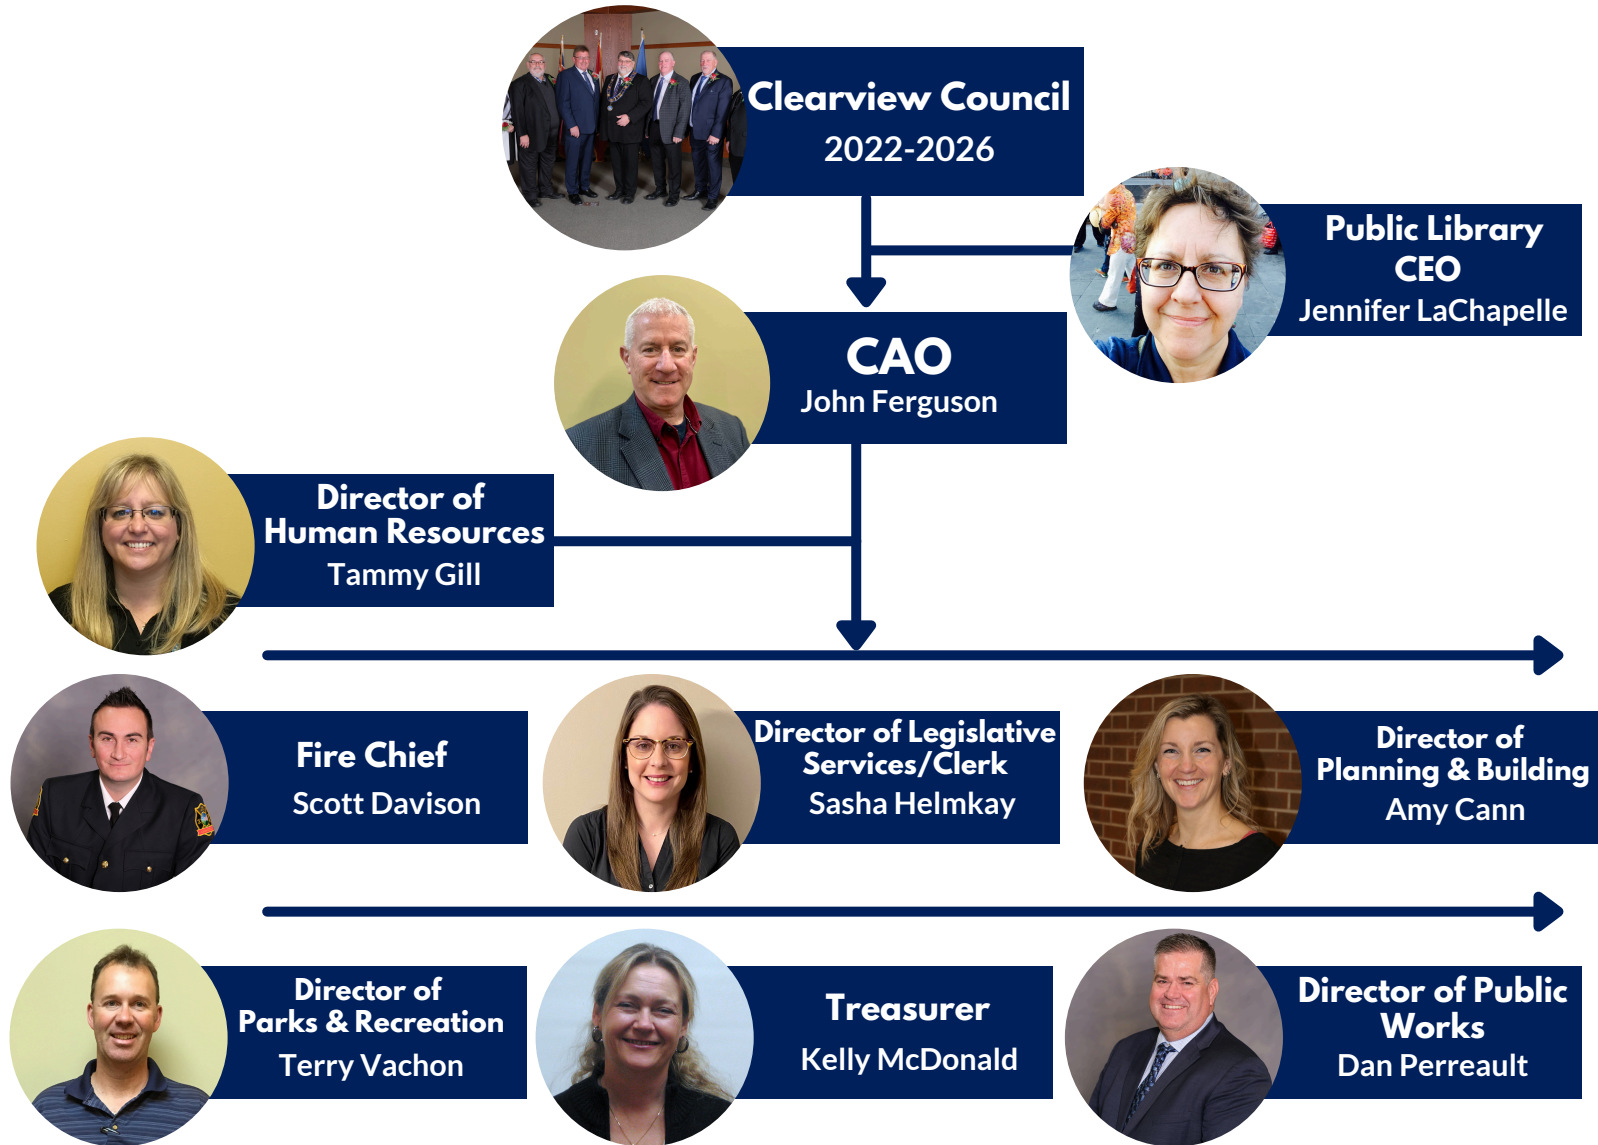 Clearview Council
2022-2026
Public Library
CEO
Jennifer LaChapelle
CAO
John Ferguson
Director of
Human Resources
Tammy Gill
Fire Chief
Scott Davison
Director of Legislative
Services/Clerk
Sasha Helmkay
Director of
Planning & Building
Amy Cann
Director of
Parks & Recreation
Terry Vachon
Treasurer
Kelly McDonald
Director of Public
Works
Dan Perreault